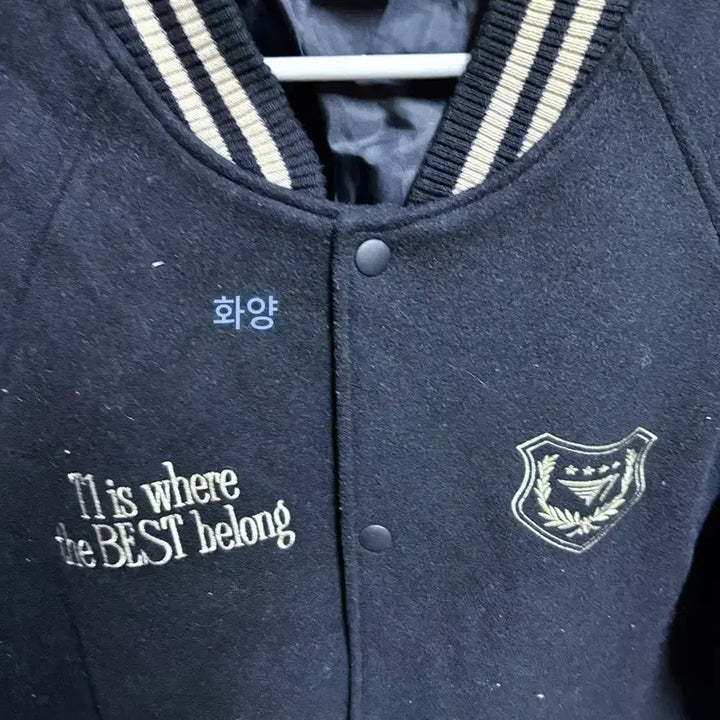 화양
T1 is where
the BEST belong